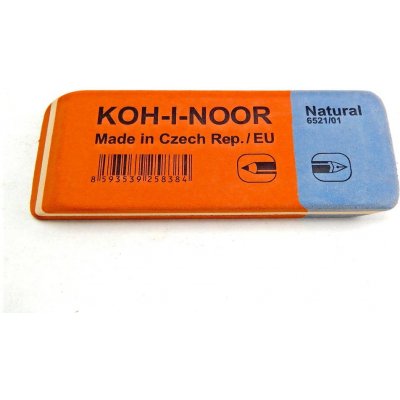 KOH-I-NOOR
Made in Czech Rep./EU
8 593539 258384
Natural
6521/01